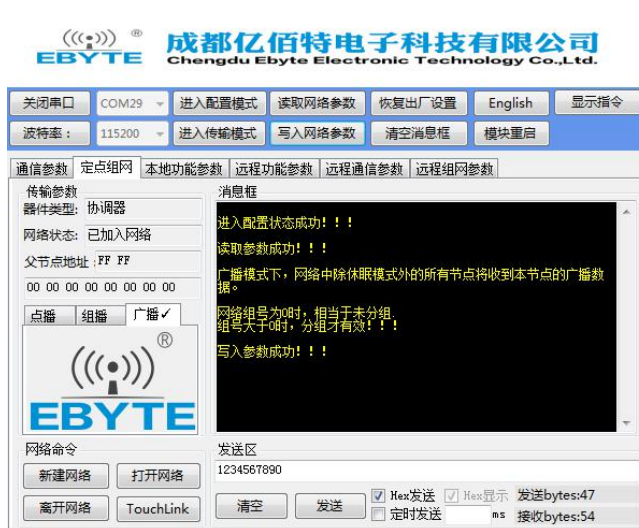 ((( ))) ®
EBYTE
成都亿佰特电子科技有限公司
Chengdu Ebyte Electronic Technology Co.,Ltd.
关闭串口 COM29 进入配置模式 读取网络参数 恢复出厂设置 English 显示指令
波特率： 115200 进入传输模式 写入网络参数 清空消息框 模块重启
通信参数 定点组网 本地功能参数 远程功能参数 远程通信参数 远程组网参数
传输参数
器件类型: 协调器
网络状态: 已加入网络
父节点地址: FF FF
00 00 00 00 00 00 00 00
点播 组播 广播✓
®
EBYTE
消息框
进入配置状态成功！！！
读取参数成功！！！
广播模式下，网络中除休眠模式外的所有节点将收到本节点的广播数
据。
网络组号为0时，相当于未分组.
组号大于0时，分组才有效！！！
写入参数成功！！！
网络命令
新建网络 打开网络
离开网络 TouchLink
发送区
1234567890
清空 发送
Hex发送 Hex显示 发送bytes:47
定时发送 ms 接收bytes:54